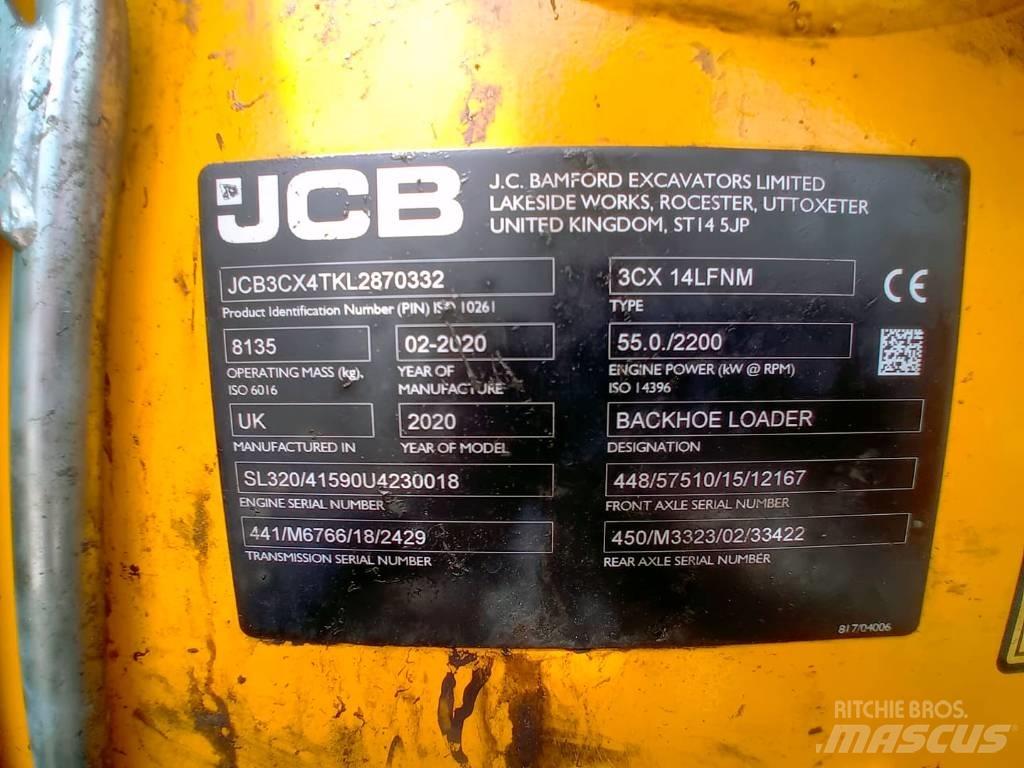 JCB
J.C. BAMFORD EXCAVATORS LIMITED
LAKESIDE WORKS, ROCESTER, UTTOXETER
UNITED KINGDOM, ST14 5JP
JCB3CX4TKL2870332
Product Identification Number (PIN) ISO 10261
3CX 14LFNM
TYPE
CE
8135
OPERATING MASS (kg),
ISO 6016
02-2020
YEAR OF
MANUFACTURE
55.0./2200
ENGINE POWER (kW @ RPM)
ISO 14396
UK
MANUFACTURED IN
2020
YEAR OF MODEL
BACKHOE LOADER
DESIGNATION
SL320/41590U4230018
ENGINE SERIAL NUMBER
448/57510/15/12167
FRONT AXLE SERIAL NUMBER
441/M6766/18/2429
TRANSMISSION SERIAL NUMBER
450/M3323/02/33422
REAR AXLE SERIAL NUMBER
817/04006
RITCHIE BROS.
MASCUS